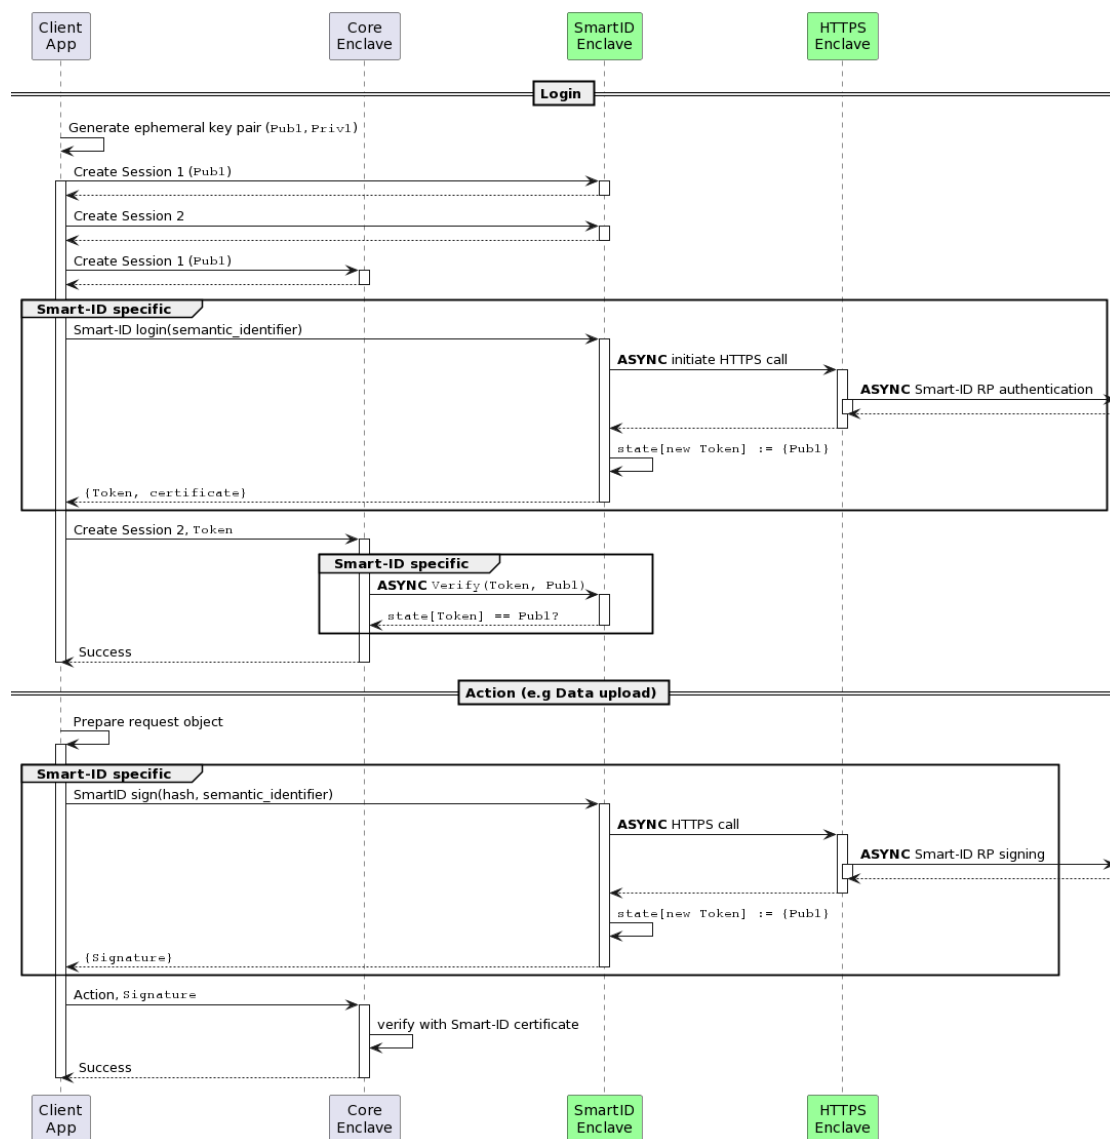 Client
App
Core
Enclave
SmartID
Enclave
HTTPS
Enclave
Login
Generate ephemeral key pair (Pub1,Priv1)
Create Session 1 (Pub1)
Create Session 2
Create Session 1 (Pub1)
Smart-ID specific
Smart-ID login(semantic_identifier)
ASYNC initiate HTTPS call
ASYNC Smart-ID RP authentication
state[new Token] := {Pub1}
{Token, certificate}
Create Session 2, Token
Smart-ID specific
ASYNC Verify(Token, Pub1)
state[Token] == Pub1?
Success
Action (e.g Data upload)
Prepare request object
Smart-ID specific
SmartID sign(hash, semantic_identifier)
ASYNC HTTPS call
ASYNC Smart-ID RP signing
state[new Token] := {Pub1}
{Signature}
Action, Signature
verify with Smart-ID certificate
Success
Client
App
Core
Enclave
SmartID
Enclave
HTTPS
Enclave